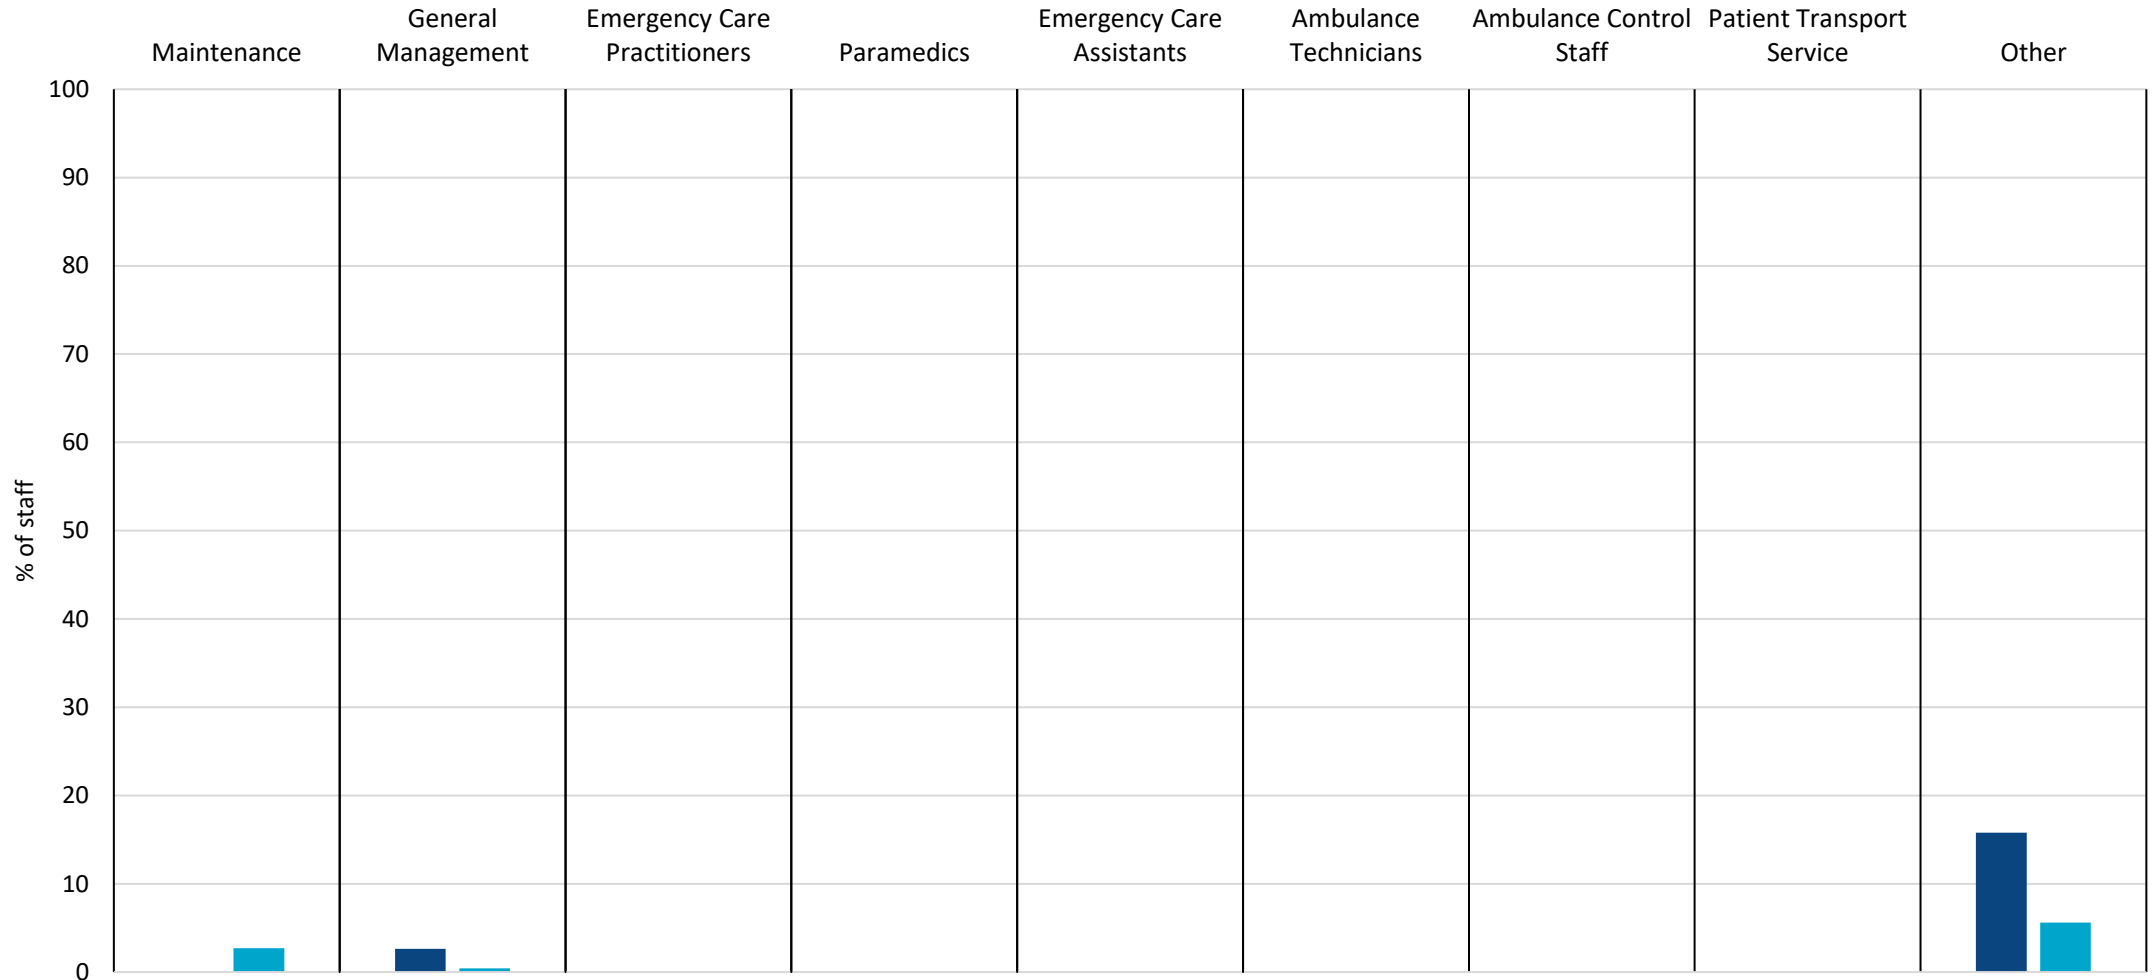 General
Emergency Care
Emergency Care
Ambulance
Ambulance Control
Patient Transport
Maintenance
Management
Practitioners
Paramedics
Assistants
Technicians
Staff
Service
Other
100
90
80
70
60
50
40
30
20
10
0
% of staff